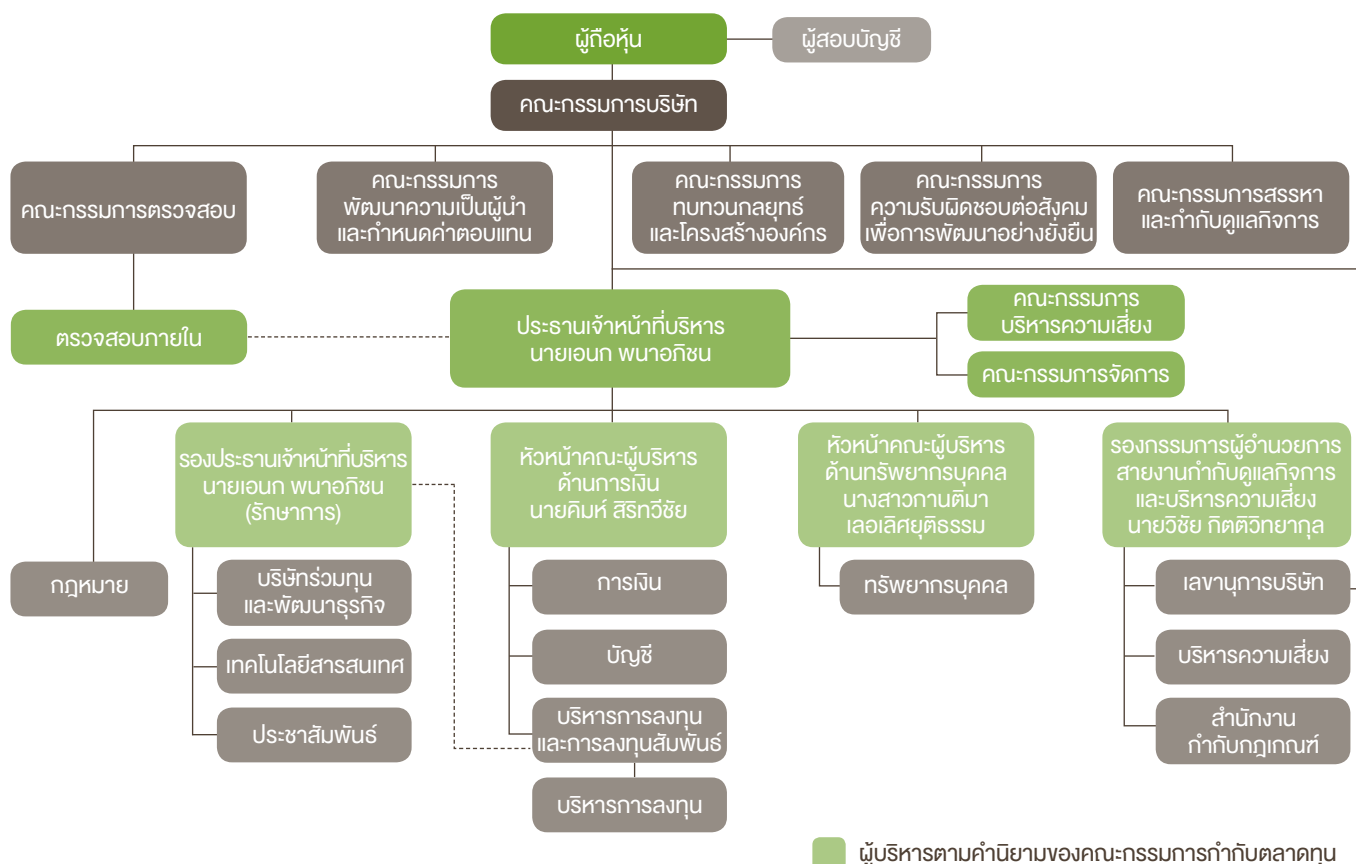 ผู้ถือหุ้น
ผู้สอบบัญชี
คณะกรรมการบริษัท
คณะกรรมการตรวจสอบ
คณะกรรมการ
พัฒนาความเป็นผู้นำ
และกำหนดค่าตอบแทน
คณะกรรมการ
ทบทวนกลยุทธ์
และโครงสร้างองค์กร
คณะกรรมการ
ความรับผิดชอบต่อสังคม
เพื่อการพัฒนาอย่างยั่งยืน
คณะกรรมการสรรหา
และกำกับดูแลกิจการ
ตรวจสอบภายใน
ประธานเจ้าหน้าที่บริหาร
นายเอนก พนาอภิชน
คณะกรรมการ
บริหารความเสี่ยง
คณะกรรมการจัดการ
รองประธานเจ้าหน้าที่บริหาร
นายเอนก พนาอภิชน
(รักษาการ)
หัวหน้าคณะผู้บริหาร
ด้านการเงิน
นายคิมห์ สิริทวีชัย
หัวหน้าคณะผู้บริหาร
ด้านทรัพยากรบุคคล
นางสาวกานติมา
เลอเลิศยุติธรรม
รองกรรมการผู้อำนวยการ
สายงานกำกับดูแลกิจการ
และบริหารความเสี่ยง
นายวิชัย กิตติวิทยากุล
กฎหมาย
บริษัทร่วมทุน
และพัฒนาธุรกิจ
เทคโนโลยีสารสนเทศ
ประชาสัมพันธ์
การเงิน
บัญชี
บริหารการลงทุน
และการลงทุนสัมพันธ์
บริหารการลงทุน
ทรัพยากรบุคคล
เลขานุการบริษัท
บริหารความเสี่ยง
สำนักงาน
กำกับกฎเกณฑ์
ผู้บริหารตามคำนิยามของคณะกรรมการกำกับตลาดทุน